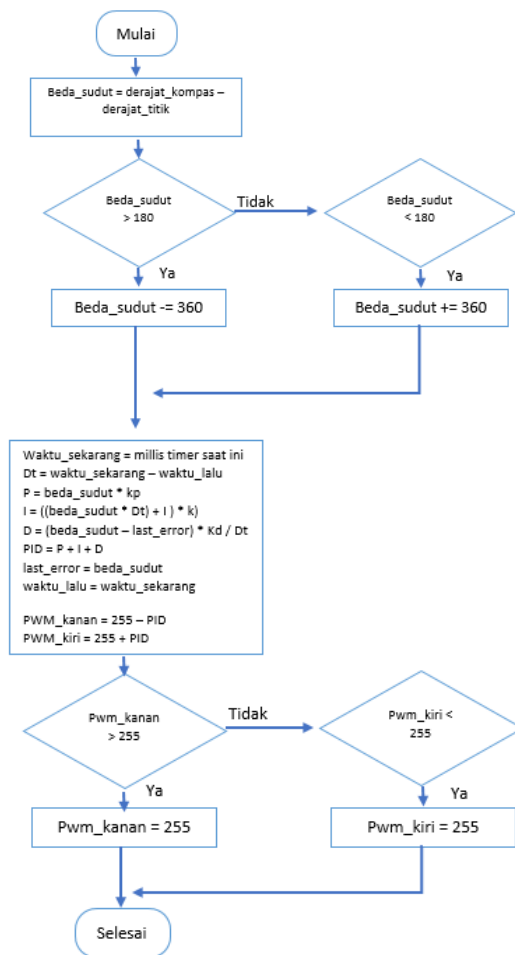 Mulai
Beda_sudut = derajat_kompas –
derajat_titik
Beda_sudut
> 180
Tidak
Beda_sudut
< 180
Ya
Ya
Beda_sudut -= 360
Beda_sudut += 360
Waktu_sekarang = millis timer saat ini
Dt = waktu_sekarang – waktu_lalu
P = beda_sudut * kp
I = ((beda_sudut * Dt) + I ) * k)
D = (beda_sudut – last_error) * Kd / Dt
PID = P + I + D
last_error = beda_sudut
waktu_lalu = waktu_sekarang
PWM_kanan = 255 – PID
PWM_kiri = 255 + PID
Pwm_kanan
> 255
Tidak
Pwm_kiri <
255
Ya
Ya
Pwm_kanan = 255
Pwm_kiri = 255
Selesai